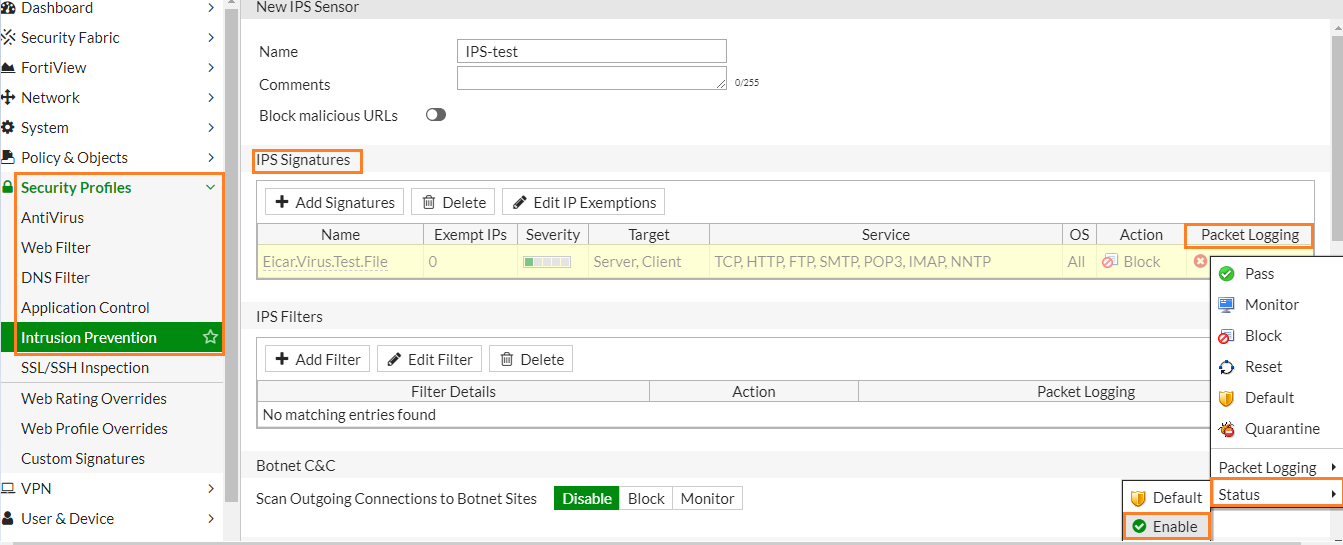 Dashboard
Security Fabric
FortiView
Network
System
Policy & Objects
Security Profiles
AntiVirus
Web Filter
DNS Filter
Application Control
Intrusion Prevention
SSL/SSH Inspection
Web Rating Overrides
Web Profile Overrides
Custom Signatures
VPN
User & Device
New IPS Sensor
Name IPS-test
Comments 0/255
Block malicious URLs
IPS Signatures
Add Signatures Delete Edit IP Exemptions
Name Exempt IPs Severity Target Service OS Action Packet Logging
Eicar.Virus.Test.File 0 Server, Client TCP, HTTP, FTP, SMTP, POP3, IMAP, NNTP All Block
IPS Filters
Add Filter Edit Filter Delete
Filter Details Action Packet Logging
No matching entries found
Botnet C&C
Scan Outgoing Connections to Botnet Sites Disable Block Monitor
Pass
Monitor
Block
Reset
Default
Quarantine
Packet Logging
Status
Default
Enable